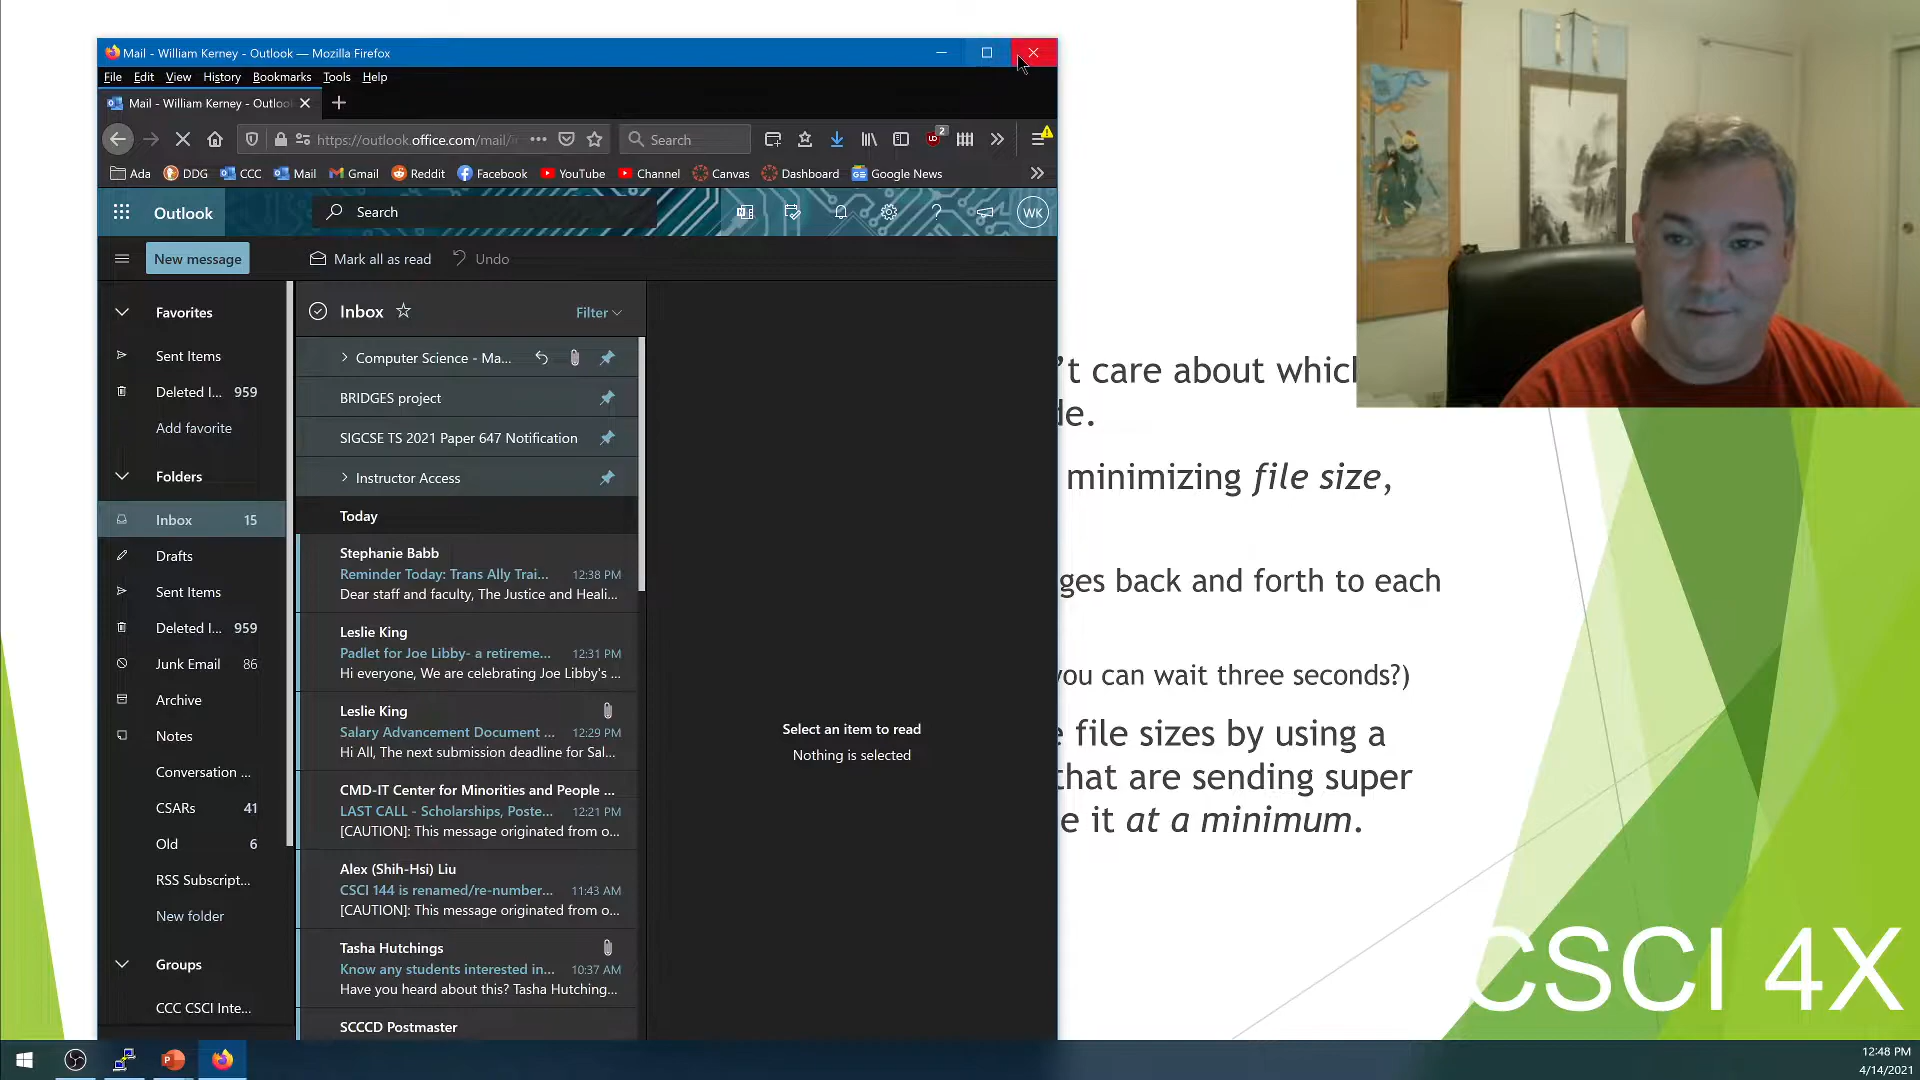 Mail - William Kerney - Outlook — Mozilla Firefox
File Edit View History Bookmarks Tools Help
Mail - William Kerney - Outloo
https://outlook.office.com/mail/i
Search
2
Ada DDG CCC Mail Gmail Reddit Facebook YouTube Channel Canvas Dashboard Google News
Outlook
Search
WK
New message
Mark all as read
Undo
Favorites
Sent Items
Deleted I... 959
Add favorite
Folders
Inbox 15
Drafts
Sent Items
Deleted I... 959
Junk Email 86
Archive
Notes
Conversation ...
CSARs 41
Old 6
RSS Subscript...
New folder
Groups
CCC CSCI Inte...
Inbox
Filter
Computer Science - Ma...
BRIDGES project
SIGCSE TS 2021 Paper 647 Notification
Instructor Access
Today
Stephanie Babb
Reminder Today: Trans Ally Trai... 12:38 PM
Dear staff and faculty, The Justice and Heali...
Leslie King
Padlet for Joe Libby- a retireme... 12:31 PM
Hi everyone, We are celebrating Joe Libby's ...
Leslie King
Salary Advancement Document ... 12:29 PM
Hi All, The next submission deadline for Sal...
CMD-IT Center for Minorities and People ...
LAST CALL - Scholarships, Poste... 12:21 PM
[CAUTION]: This message originated from o...
Alex (Shih-Hsi) Liu
CSCI 144 is renamed/re-number... 11:43 AM
[CAUTION]: This message originated from o...
Tasha Hutchings
Know any students interested in... 10:37 AM
Have you heard about this? Tasha Hutching...
SCCCD Postmaster
Select an item to read
Nothing is selected
't care about which
de.
minimizing file size,
ges back and forth to each
you can wait three seconds?)
e file sizes by using a
that are sending super
e it at a minimum.
CSCI 4X
12:48 PM
4/14/2021